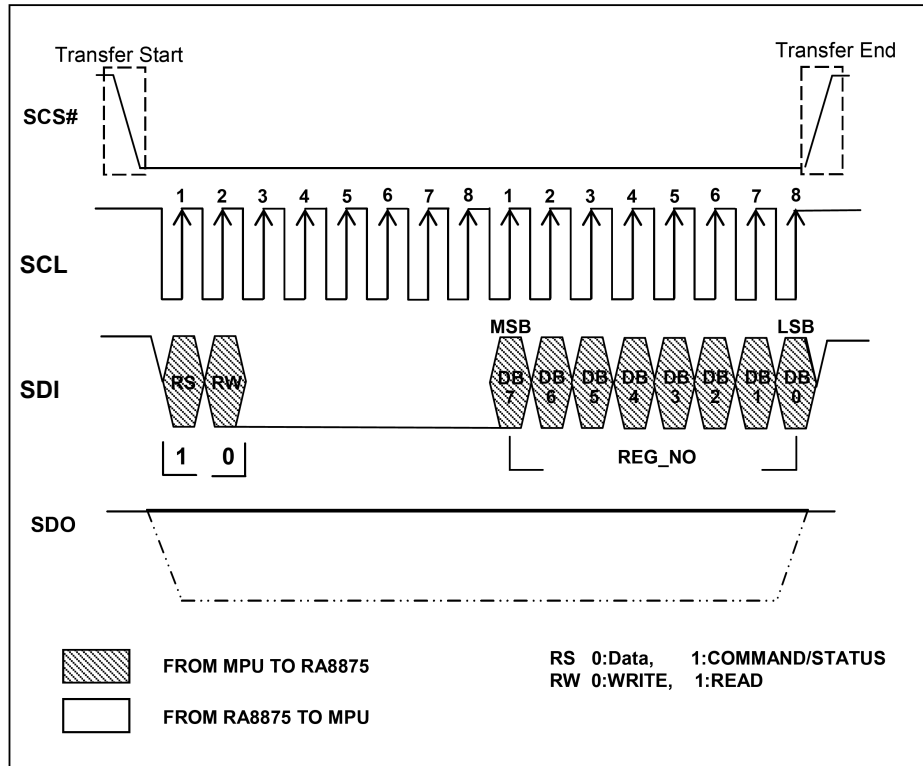 Transfer Start
Transfer End
SCS#
1 2 3 4 5 6 7 8 1 2 3 4 5 6 7 8
SCL
MSB LSB
SDI
RS RW DB 7 DB 6 DB 5 DB 4 DB 3 DB 2 DB 1 DB 0
1 0
REG_NO
SDO
FROM MPU TO RA8875
RS 0:Data, 1:COMMAND/STATUS
RW 0:WRITE, 1:READ
FROM RA8875 TO MPU